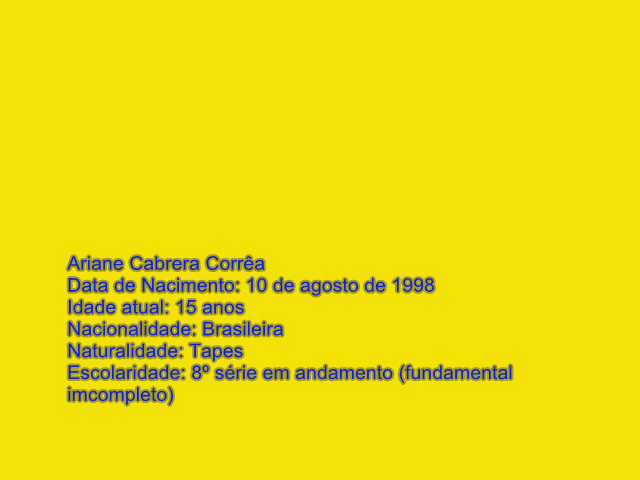 Ariane Cabrera Corrêa
Data de Nacimento: 10 de agosto de 1998
Idade atual: 15 anos
Nacionalidade: Brasileira
Naturalidade: Tapes
Escolaridade: 8º série em andamento (fundamental
imcompleto)